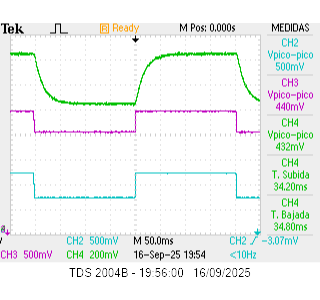 Tek R Ready M Pos: 0.000s MEDIDAS
CH2
Vpico-pico
500mV
CH3
Vpico-pico
440mV
CH4
Vpico-pico
432mV
CH4
T. Subida
34,20ms
CH4
T. Bajada
34,80ms
CH2 500mV M 50.0ms CH2 -3.07mV
CH3 500mV CH4 200mV 16-Sep-25 19:54 <10Hz
TDS 2004B - 19:56:00 16/09/2025